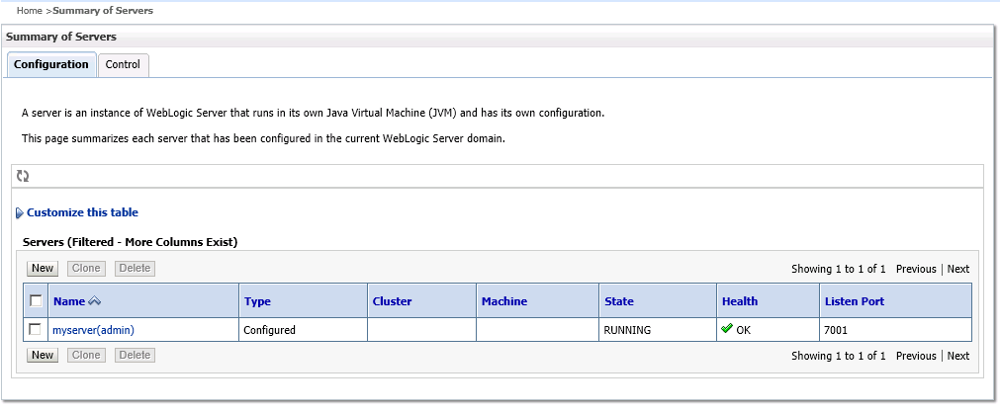 Home >Summary of Servers
Summary of Servers
Configuration Control
A server is an instance of WebLogic Server that runs in its own Java Virtual Machine (JVM) and has its own configuration.
This page summarizes each server that has been configured in the current WebLogic Server domain.
Customize this table
Servers (Filtered - More Columns Exist)
New Clone Delete Showing 1 to 1 of 1 Previous | Next
Name Type Cluster Machine State Health Listen Port
myserver(admin) Configured RUNNING OK 7001
New Clone Delete Showing 1 to 1 of 1 Previous | Next